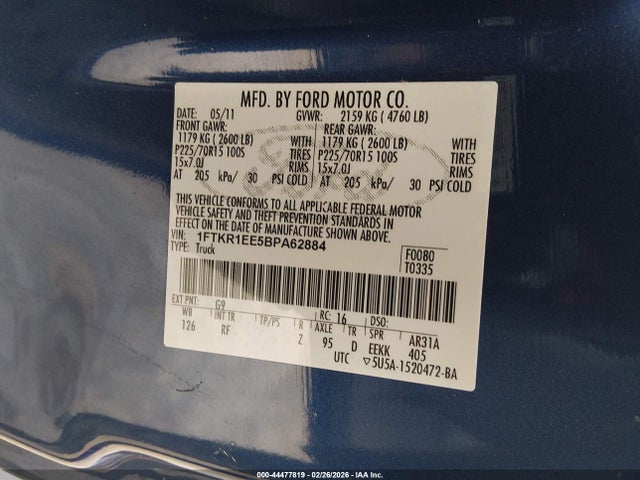 MFD. BY FORD MOTOR CO.
DATE: 05/11 GVWR: 2159 KG ( 4760 LB)
FRONT GAWR: REAR GAWR:
1179 KG ( 2600 LB) WITH 1179 KG ( 2600 LB) WITH
P225/70R15 100S TIRES P225/70R15 100S TIRES
15x7.0J RIMS 15x7.0J RIMS
AT 205 kPa/ 30 PSI COLD AT 205 kPa/ 30 PSI COLD
THIS VEHICLE CONFORMS TO ALL APPLICABLE FEDERAL MOTOR
VEHICLE SAFETY AND THEFT PREVENTION STANDARDS IN EFFECT ON THE
DATE OF MANUFACTURE SHOWN ABOVE.
VIN: 1FTKR1EE5BPA62884
TYPE: Truck
F0080
T0335
EXT PNT: G9 RC: 16 DSO:
WB INT TR TP/PS R AXLE TR SPR AR31A
126 RF Z 95 D EEKK 405
UTC ▽5U5A-1520472-BA
000-44477819 - 02/26/2026 - IAA Inc.